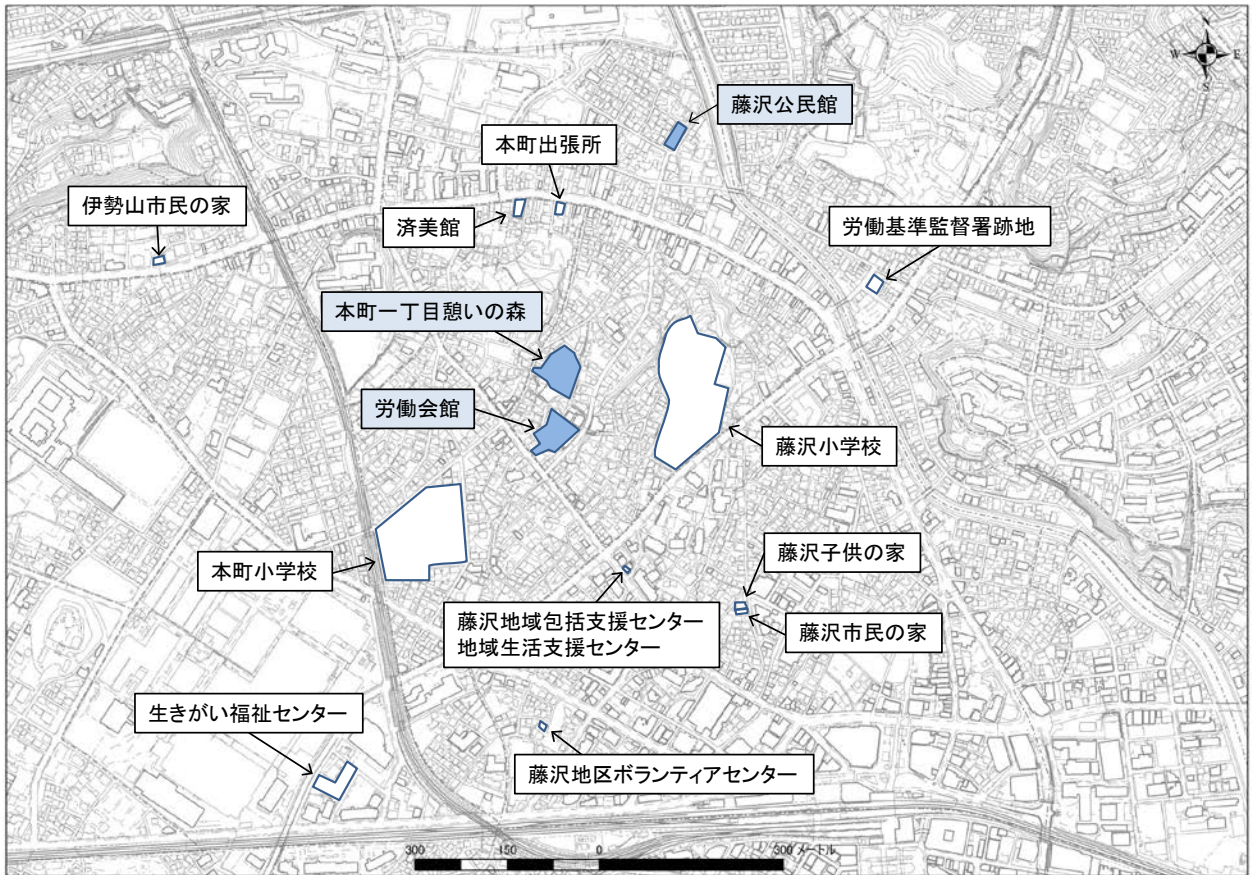 N
W
E
S
藤沢公民館
本町出張所
伊勢山市民の家
済美館
労働基準監督署跡地
本町一丁目憩いの森
労働会館
藤沢小学校
本町小学校
藤沢子供の家
藤沢地域包括支援センター
地域生活支援センター
藤沢市民の家
生きがい福祉センター
藤沢地区ボランティアセンター
300 150 0 300 メートル